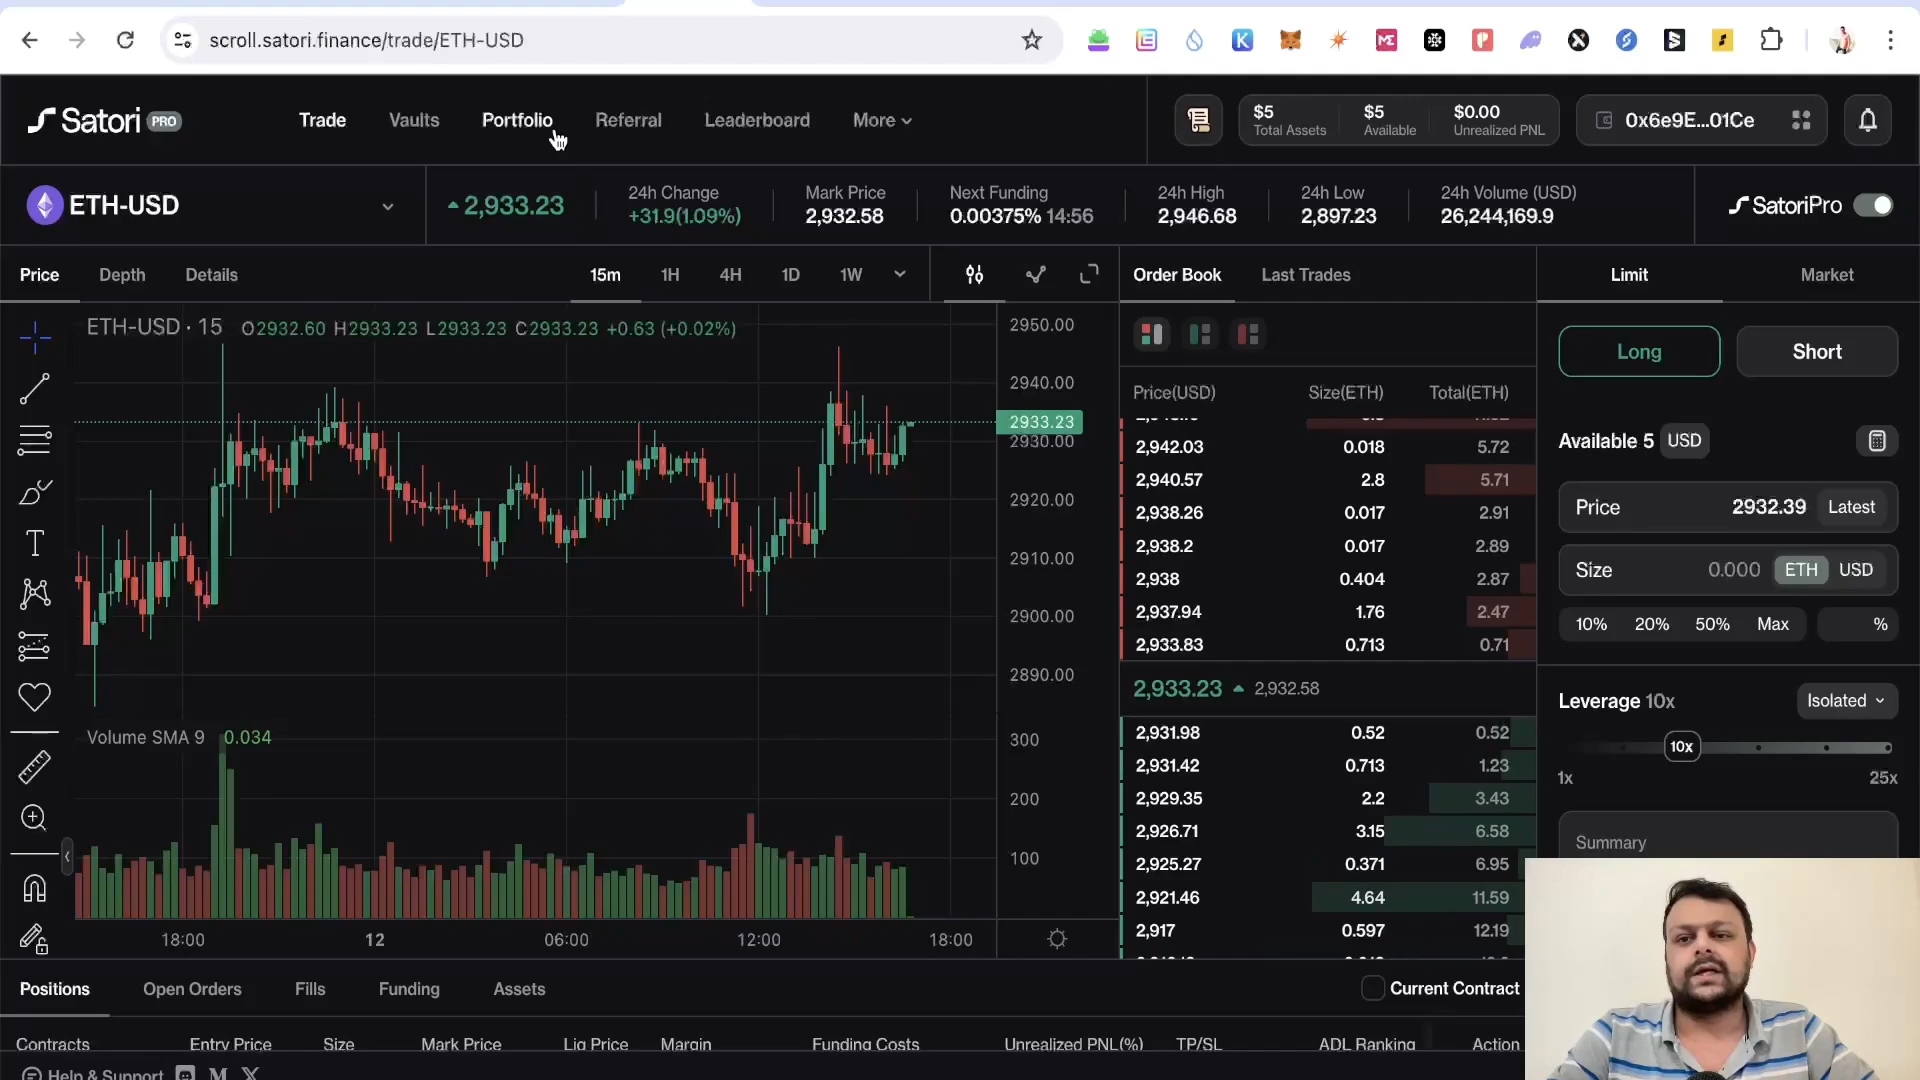 scroll.satori.finance/trade/ETH-USD
Satori PRO
Trade Vaults Portfolio Referral Leaderboard More
$5 Total Assets
$5 Available
$0.00 Unrealized PNL
0x6e9E...01Ce
ETH-USD
2,933.23
24h Change
+31.9(1.09%)
Mark Price
2,932.58
Next Funding
0.00375% 14:56
24h High
2,946.68
24h Low
2,897.23
24h Volume (USD)
26,244,169.9
SatoriPro
Price Depth Details
15m 1H 4H 1D 1W
ETH-USD · 15 O2932.60 H2933.23 L2933.23 C2933.23 +0.63 (+0.02%)
2950.00
2940.00
2933.23
2930.00
2920.00
2910.00
2900.00
2890.00
Volume SMA 9 0.034
300
200
100
18:00 12 06:00 12:00 18:00
Order Book Last Trades
Price(USD) Size(ETH) Total(ETH)
2,942.03 0.018 5.72
2,940.57 2.8 5.71
2,938.26 0.017 2.91
2,938.2 0.017 2.89
2,938 0.404 2.87
2,937.94 1.76 2.47
2,933.83 0.713 0.71
2,933.23 2,932.58
2,931.98 0.52 0.52
2,931.42 0.713 1.23
2,929.35 2.2 3.43
2,926.71 3.15 6.58
2,925.27 0.371 6.95
2,921.46 4.64 11.59
2,917 0.597 12.19
Limit Market
Long Short
Available 5 USD
Price 2932.39 Latest
Size 0.000 ETH USD
10% 20% 50% Max %
Leverage 10x Isolated
10x
1x 25x
Summary
Positions Open Orders Fills Funding Assets
Current Contract
Contracts Entry Price Size Mark Price Liq Price Margin Funding Costs Unrealized PNL(%) TP/SL ADL Ranking Action
Help & Support